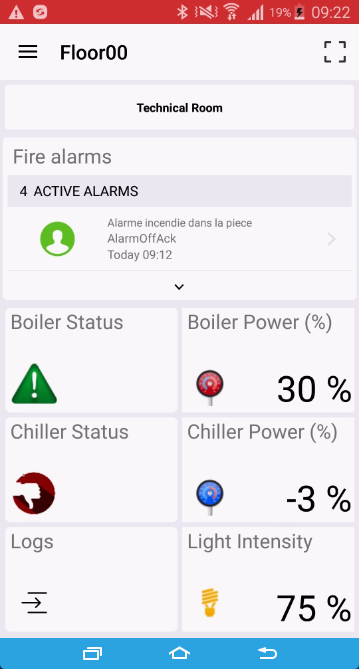 19% 09:22
Floor00
Technical Room
Fire alarms
4 ACTIVE ALARMS
Alarme incendie dans la piece
AlarmOffAck
Today 09:12
Boiler Status
Boiler Power (%)
30 %
Chiller Status
Chiller Power (%)
-3 %
Logs
Light Intensity
75 %